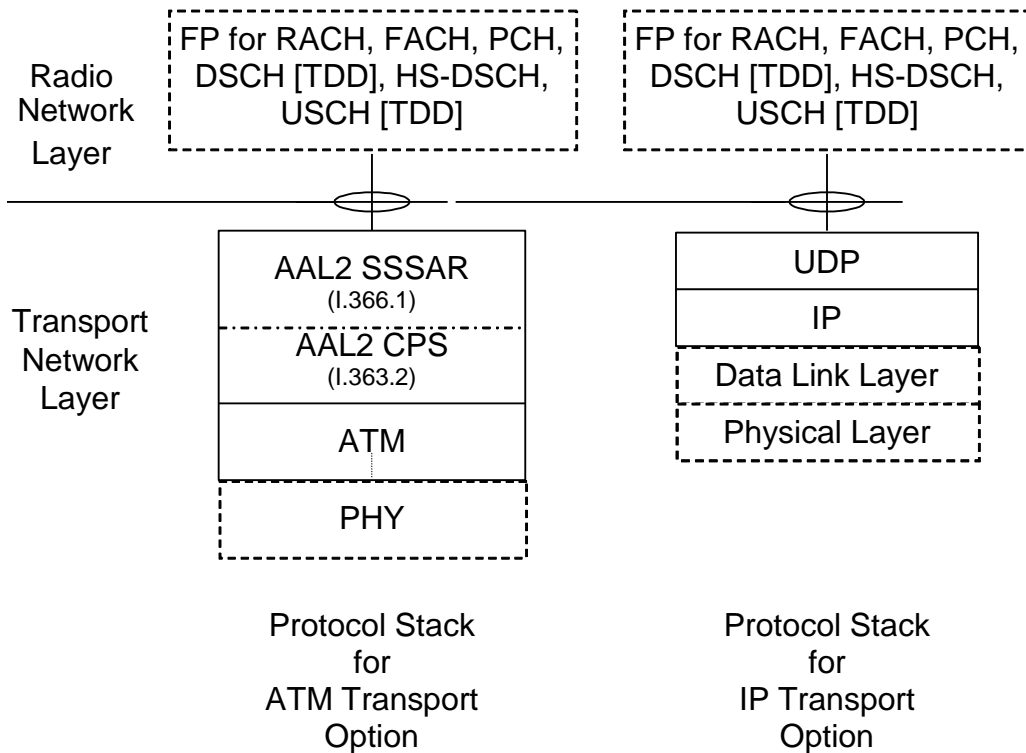 Radio
Network
Layer
FP for RACH, FACH, PCH,
DSCH [TDD], HS-DSCH,
USCH [TDD]
FP for RACH, FACH, PCH,
DSCH [TDD], HS-DSCH,
USCH [TDD]
Transport
Network
Layer
AAL2 SSSAR
(I.366.1)
AAL2 CPS
(I.363.2)
ATM
PHY
UDP
IP
Data Link Layer
Physical Layer
Protocol Stack
for
ATM Transport
Option
Protocol Stack
for
IP Transport
Option